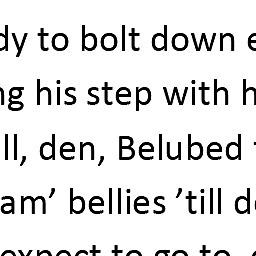 dy to bolt down e
ng his step with h
ll, den, Belubed
am’ bellies ’till d
expect to go to